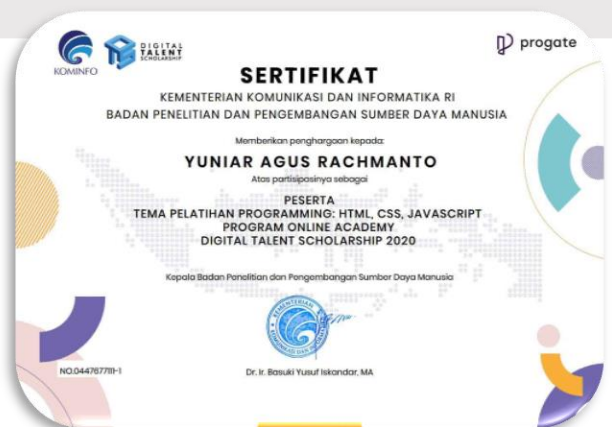 KOMINFO
DIGITAL
TALENT
SCHOLARSHIP
progate
SERTIFIKAT
KEMENTERIAN KOMUNIKASI DAN INFORMATIKA RI
BADAN PENELITIAN DAN PENGEMBANGAN SUMBER DAYA MANUSIA
Memberikan penghargaan kepada:
YUNIAR AGUS RACHMANTO
Atas partisipasinya sebagai
PESERTA
TEMA PELATIHAN PROGRAMMING: HTML, CSS, JAVASCRIPT
PROGRAM ONLINE ACADEMY
DIGITAL TALENT SCHOLARSHIP 2020
Kepala Badan Penelitian dan Pengembangan Sumber Daya Manusia
KEMENTERIAN
KOMUNIKASI DAN
NO.0447677111-1
Dr. Ir. Basuki Yusuf Iskandar, MA